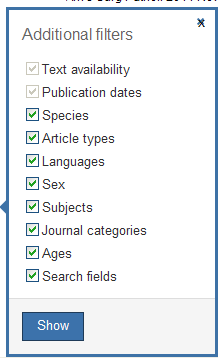 Additional filters
x
Text availability
Publication dates
Species
Article types
Languages
Sex
Subjects
Journal categories
Ages
Search fields
Show